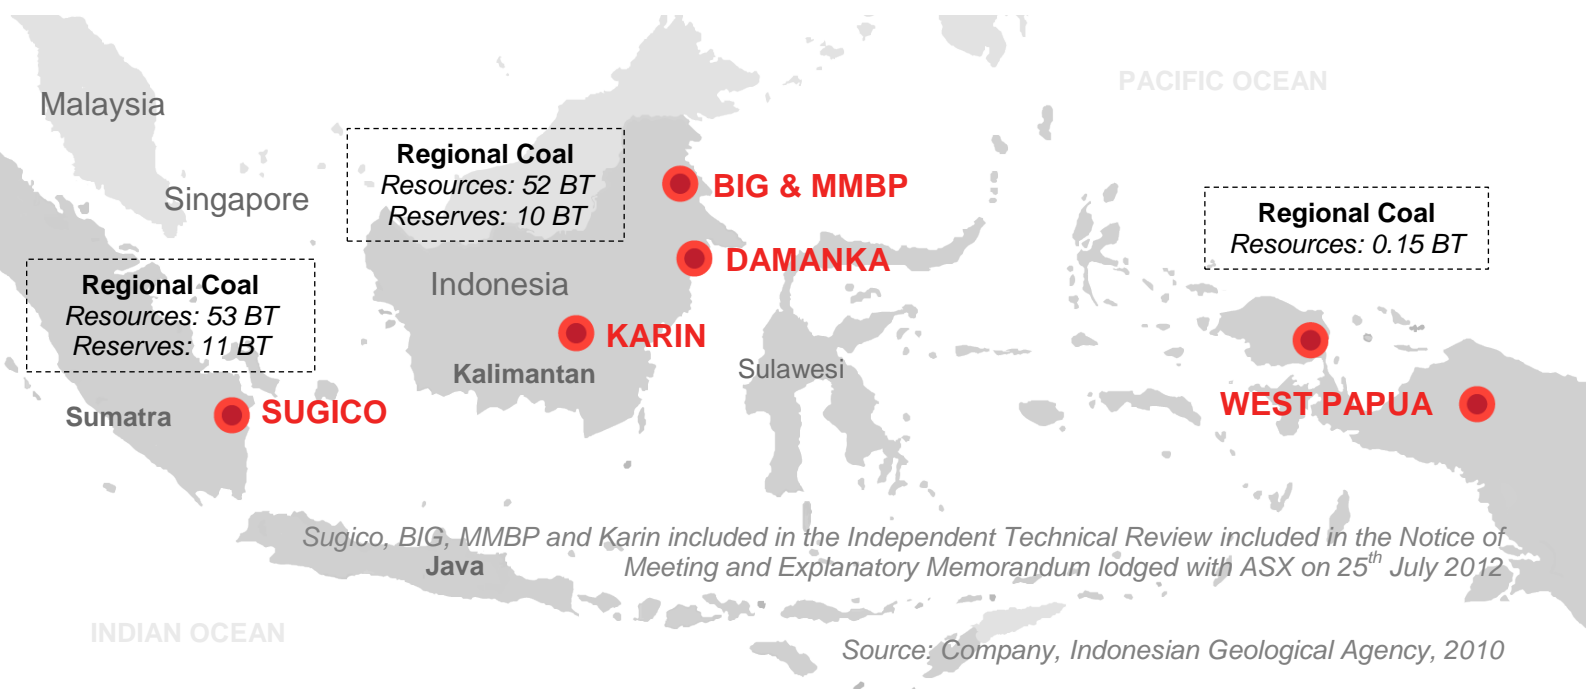 PACIFIC OCEAN
Malaysia
Regional Coal
Resources: 52 BT
Reserves: 10 BT
Singapore
BIG & MMBP
Regional Coal
Resources: 0.15 BT
DAMANKA
Regional Coal
Resources: 53 BT
Reserves: 11 BT
Indonesia
KARIN
Kalimantan
Sulawesi
Sumatra
SUGICO
WEST PAPUA
Sugico, BIG, MMBP and Karin included in the Independent Technical Review included in the Notice of
Meeting and Explanatory Memorandum lodged with ASX on 25th July 2012
Java
INDIAN OCEAN
Source: Company, Indonesian Geological Agency, 2010